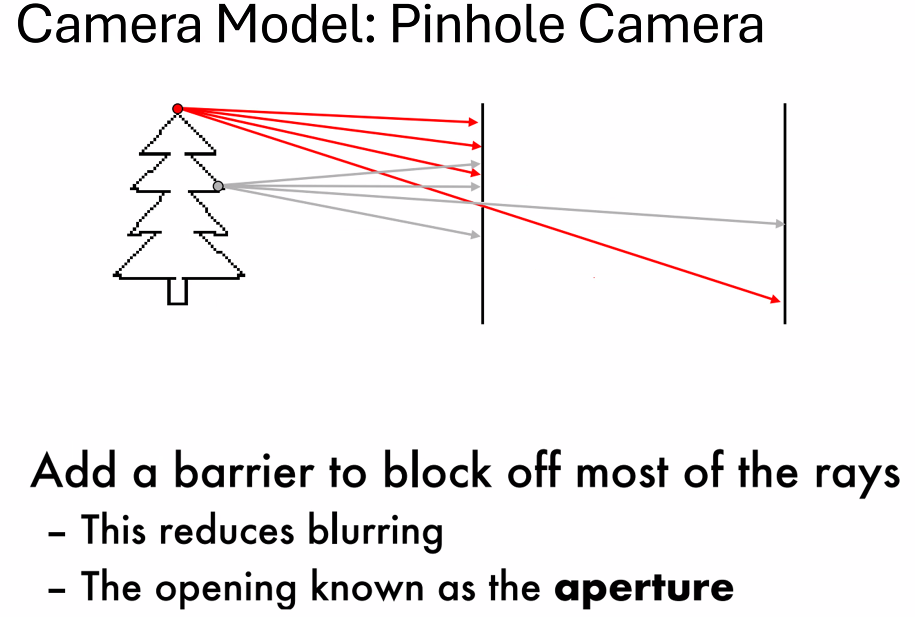 Camera Model: Pinhole Camera
Add a barrier to block off most of the rays
– This reduces blurring
– The opening known as the aperture